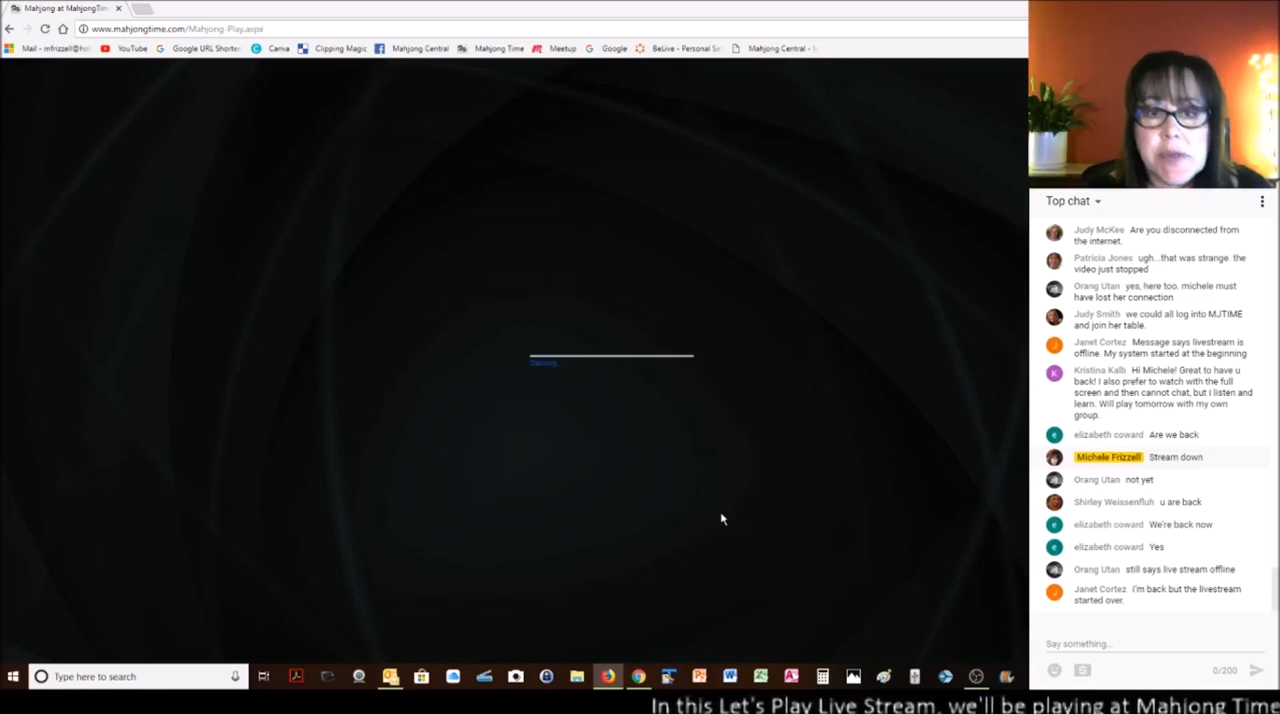 Mahjong at MahjongTim
www.mahjongtime.com/Mahjong-Play.aspx
Mail - mfrizzell@ho YouTube Google URL Shorte Canva Clipping Magic Mahjong Central Mahjong Time Meetup Google BeLive - Personal Se Mahjong Central -
Starting
Top chat
Judy McKee Are you disconnected from
the internet.
Patricia Jones ugh...that was strange. the
video just stopped
Orang Utan yes, here too. michele must
have lost her connection
Judy Smith we could all log into MJTIME
and join her table.
Janet Cortez Message says livestream is
offline. My system started at the beginning
Kristina Kalb Hi Michele! Great to have u
back! I also prefer to watch with the full
screen and then cannot chat, but I listen and
learn. Will play tomorrow with my own
group.
elizabeth coward Are we back
Michele Frizzell Stream down
Orang Utan not yet
Shirley Weissenfluh u are back
elizabeth coward We're back now
elizabeth coward Yes
Orang Utan still says live stream offline
Janet Cortez I'm back but the livestream
started over.
Say something...
0/200
Type here to search
In this Let's Play Live Stream, we'll be playing at Mahjong Time